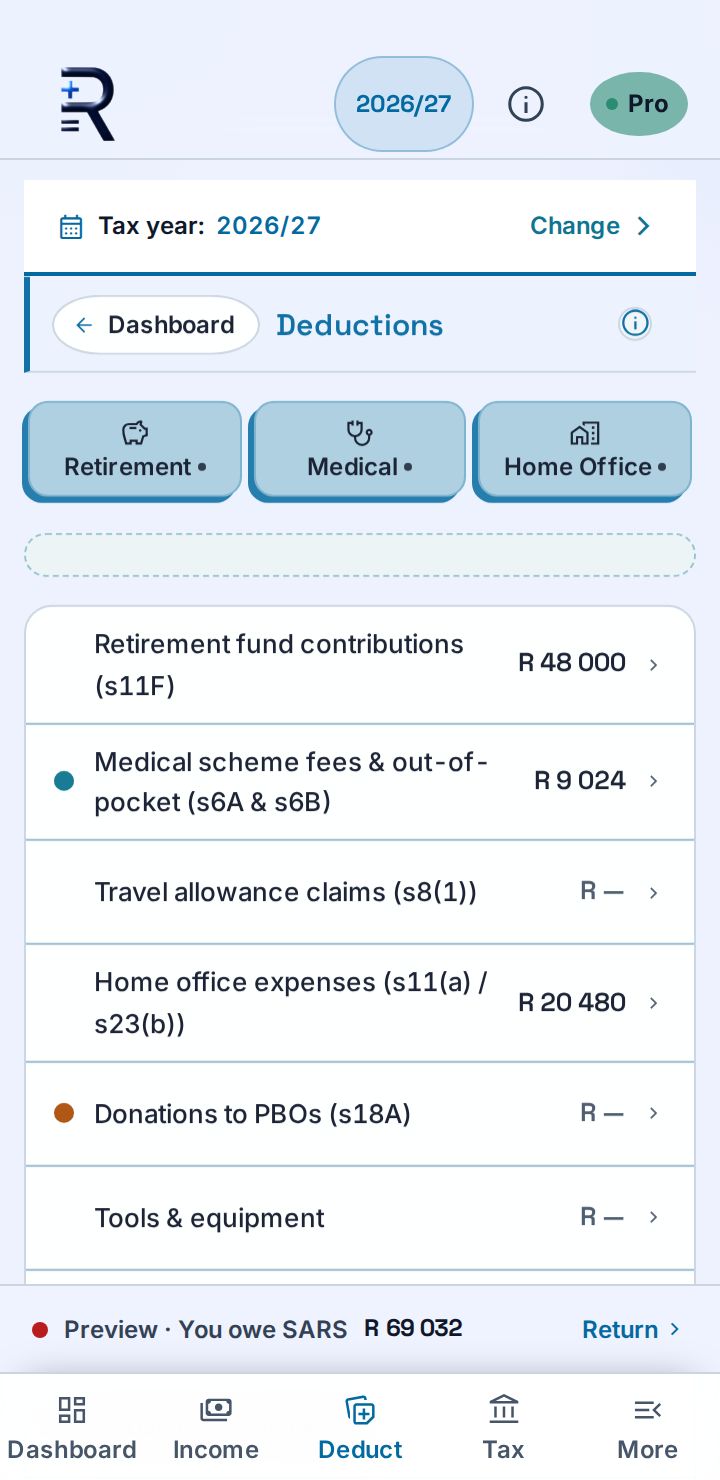 R
2026/27
Pro
Tax year: 2026/27
Change
Dashboard
Deductions
Retirement •
Medical •
Home Office •
Retirement fund contributions
(s11F)
R 48 000
Medical scheme fees & out-of-
pocket (s6A & s6B)
R 9 024
Travel allowance claims (s8(1))
R —
Home office expenses (s11(a) /
s23(b))
R 20 480
Donations to PBOs (s18A)
R —
Tools & equipment
R —
Preview · You owe SARS R 69 032
Return
Dashboard
Income
Deduct
Tax
More